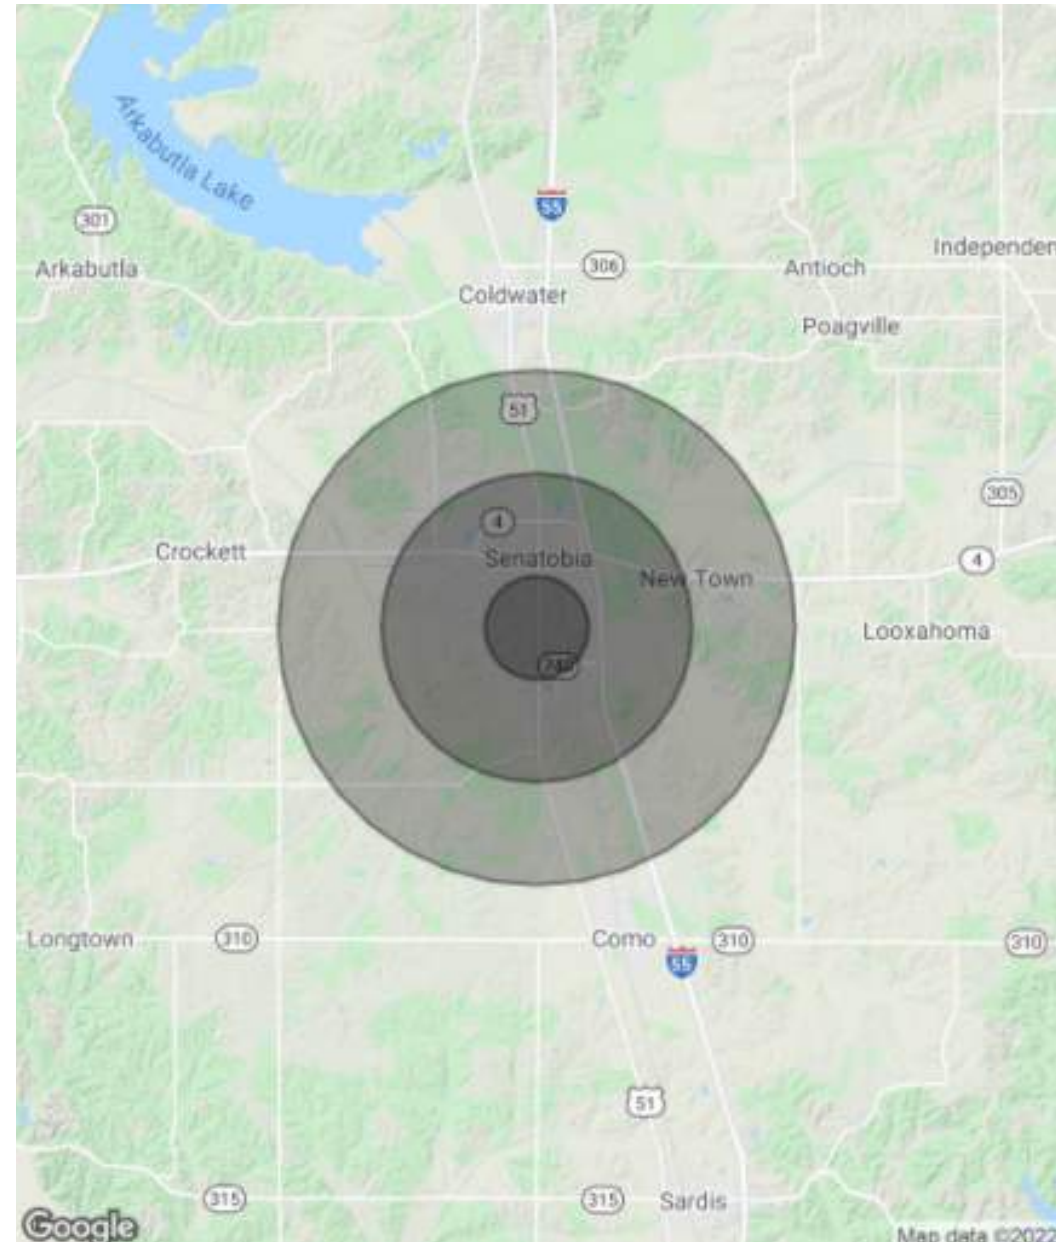 Arkabutla Lake
55
301
Independen
Arkabutla
306
Antioch
Coldwater
Poagville
51
305
4
Crockett
Senatobia
4
New Town
Looxahoma
Longtown
310
Como
310
310
55
51
315
315
Sardis
Google
Map data ©2022